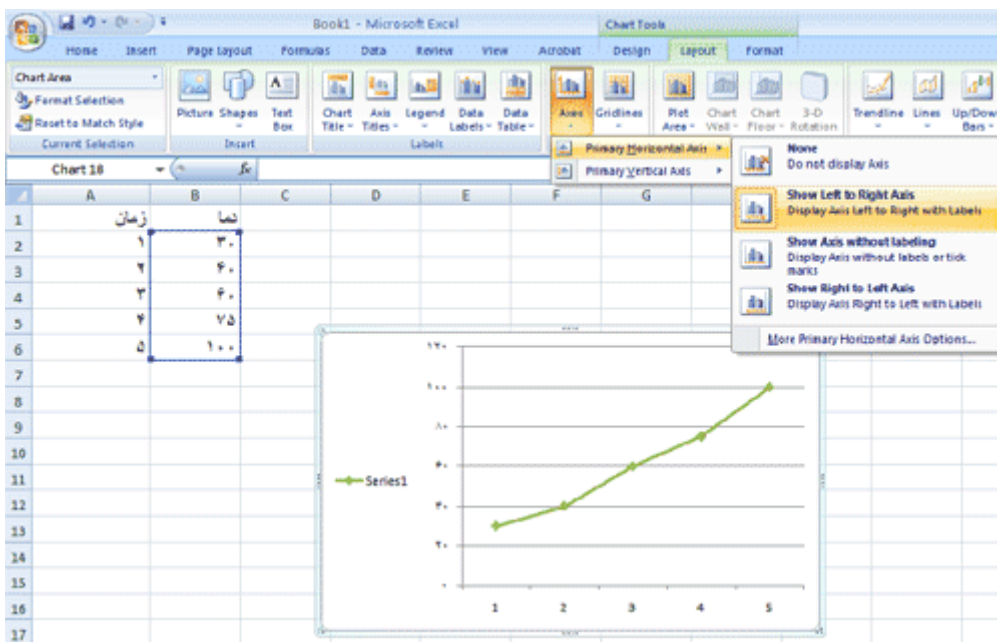 Book1 - Microsoft Excel Chart Tools
Home Insert Page Layout Formulas Data Review View Acrobat Design Layout Format
Chart Area
Format Selection
Reset to Match Style
Current Selection
Picture Shapes Text Box
Insert
Chart Title Axis Titles Legend Data Labels Data Table
Labels
Axes Gridlines
Plot Area Chart Wall Chart Floor 3-D Rotation
Trendline Lines Up/Down Bars
Primary Horizontal Axis
Primary Vertical Axis
None
Do not display Axis
Show Left to Right Axis
Display Axis Left to Right with Labels
Show Axis without labeling
Display Axis without labels or tick
marks
Show Right to Left Axis
Display Axis Right to Left with Labels
More Primary Horizontal Axis Options...
Chart 18 fx
A B C D E F G
1 زمان نما
2 ۱ ۳۰
3 ۲ ۴۰
4 ۳ ۶۰
5 ۴ ۷۵
6 ۵ ۱۰۰
7
8
9
10
11
12
13
14
15
16
17
۱۲۰
۱۰۰
۸۰
۶۰
۴۰
۲۰
۰
Series1
1 2 3 4 5